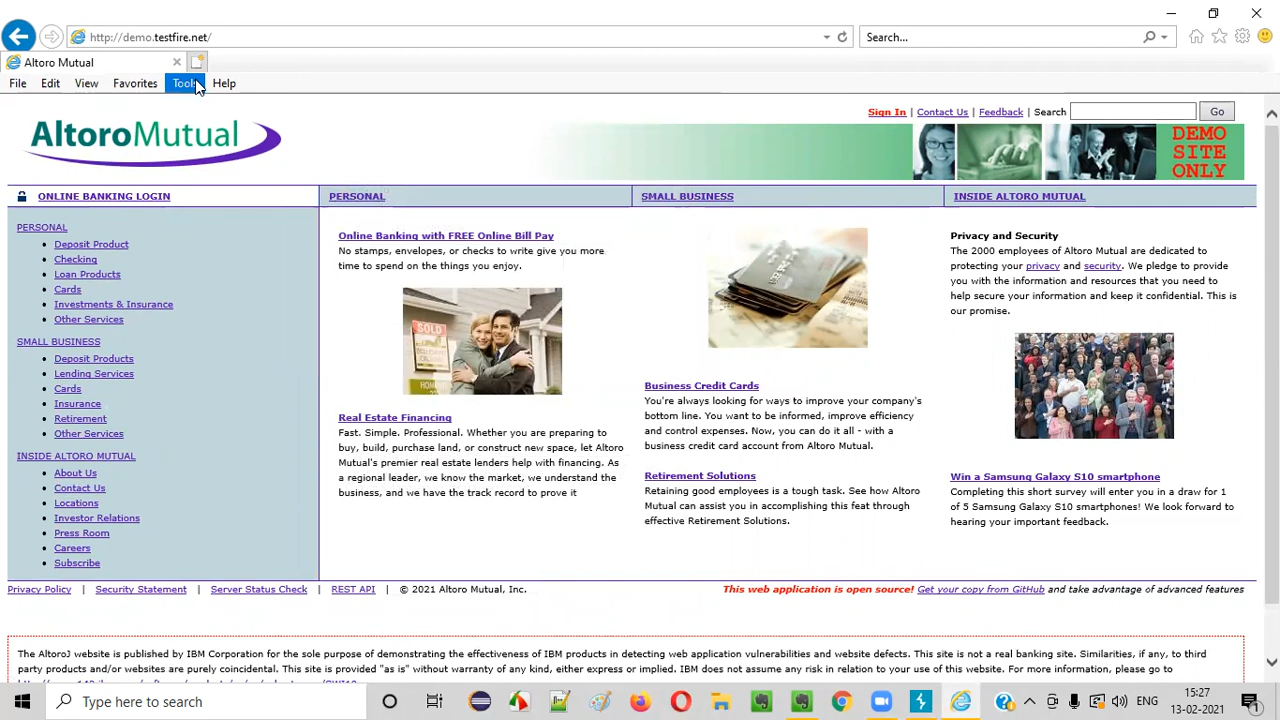 http://demo.testfire.net/
Search...
Altoro Mutual
File Edit View Favorites Tools Help
Sign In | Contact Us | Feedback | Search Go
AltoroMutual
DEMO SITE ONLY
ONLINE BANKING LOGIN
PERSONAL
SMALL BUSINESS
INSIDE ALTORO MUTUAL
PERSONAL
Deposit Product
Checking
Loan Products
Cards
Investments & Insurance
Other Services
SMALL BUSINESS
Deposit Products
Lending Services
Cards
Insurance
Retirement
Other Services
INSIDE ALTORO MUTUAL
About Us
Contact Us
Locations
Investor Relations
Press Room
Careers
Subscribe
Online Banking with FREE Online Bill Pay
No stamps, envelopes, or checks to write give you more
time to spend on the things you enjoy.
SOLD
Real Estate Financing
Fast. Simple. Professional. Whether you are preparing to
buy, build, purchase land, or construct new space, let Altoro
Mutual's premier real estate lenders help with financing. As
a regional leader, we know the market, we understand the
business, and we have the track record to prove it
Business Credit Cards
You're always looking for ways to improve your company's
bottom line. You want to be informed, improve efficiency
and control expenses. Now, you can do it all - with a
business credit card account from Altoro Mutual.
Retirement Solutions
Retaining good employees is a tough task. See how Altoro
Mutual can assist you in accomplishing this feat through
effective Retirement Solutions.
Privacy and Security
The 2000 employees of Altoro Mutual are dedicated to
protecting your privacy and security. We pledge to provide
you with the information and resources that you need to
help secure your information and keep it confidential. This is
our promise.
Win a Samsung Galaxy S10 smartphone
Completing this short survey will enter you in a draw for 1
of 5 Samsung Galaxy S10 smartphones! We look forward to
hearing your important feedback.
Privacy Policy | Security Statement | Server Status Check | REST API | © 2021 Altoro Mutual, Inc.
This web application is open source! Get your copy from GitHub and take advantage of advanced features
The AltoroJ website is published by IBM Corporation for the sole purpose of demonstrating the effectiveness of IBM products in detecting web application vulnerabilities and website defects. This site is not a real banking site. Similarities, if any, to third
party products and/or websites are purely coincidental. This site is provided "as is" without warranty of any kind, either express or implied. IBM does not assume any risk in relation to your use of this website. For more information, please go to
Type here to search
ENG
5:27
13-02-2021